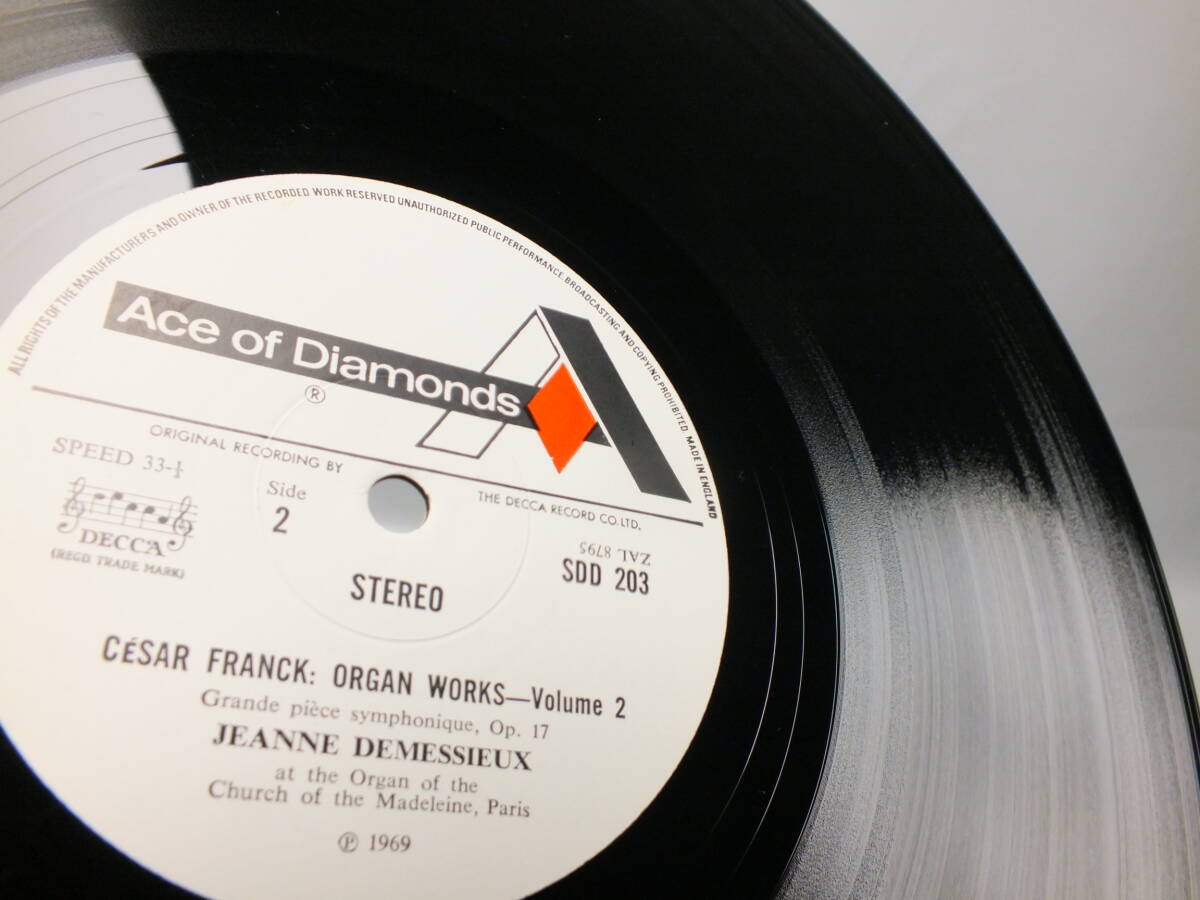 ALL RIGHTS OF THE MANUFACTURERS AND OWNER OF THE RECORDED WORK RESERVED UNAUTHORIZED PUBLIC PERFORMANCE, BROADCASTING AND COPYING PROHIBITED. MADE IN ENGLAND
Ace of Diamonds
®
ORIGINAL RECORDING BY THE DECCA RECORD CO. LTD.
SPEED 33-⅓
DECCA
(REGD. TRADE MARK)
Side
2
STEREO
ZAL 8795
SDD 203
CÉSAR FRANCK: ORGAN WORKS—Volume 2
Grande pièce symphonique, Op. 17
JEANNE DEMESSIEUX
at the Organ of the
Church of the Madeleine, Paris
℗ 1969